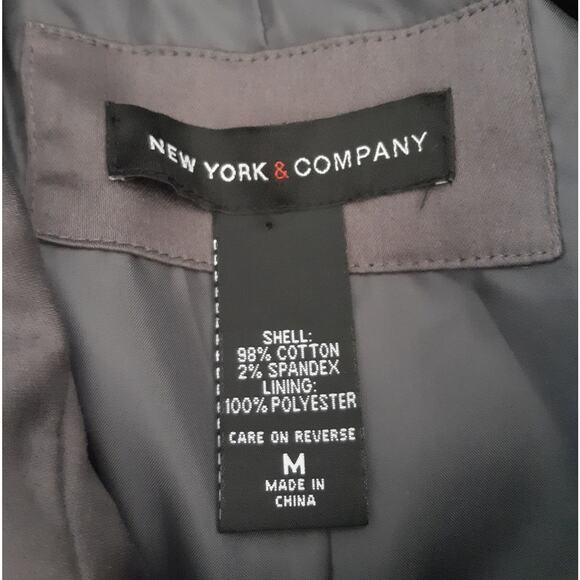 NEW YORK & COMPANY
SHELL:
98% COTTON
2% SPANDEX
LINING:
100% POLYESTER
CARE ON REVERSE
M
MADE IN
CHINA